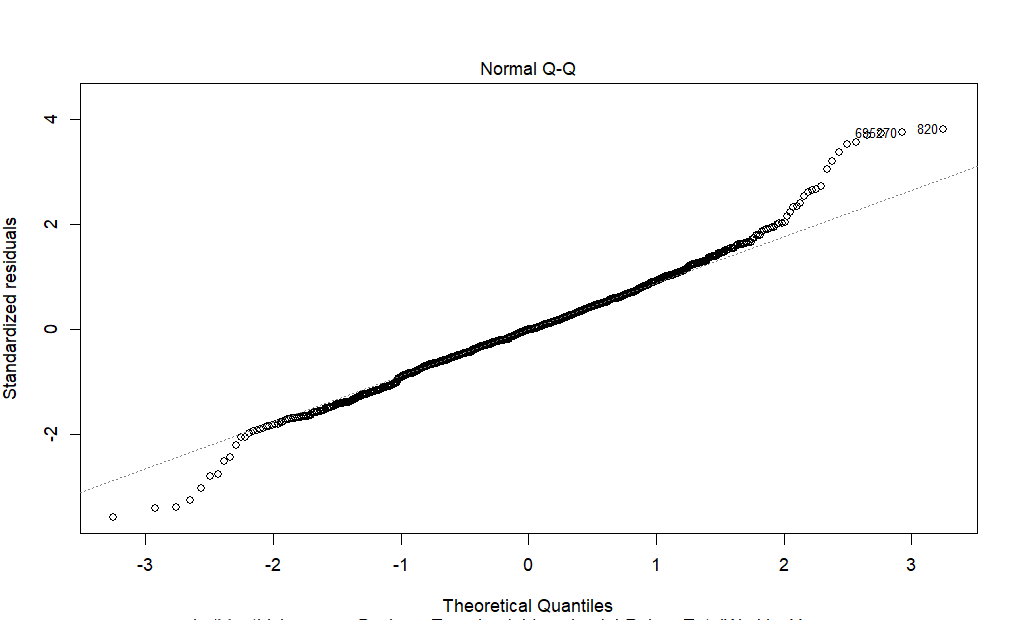 Normal Q-Q
4
2
0
-2
Standardized residuals
820
-3 -2 -1 0 1 2 3
Theoretical Quantiles